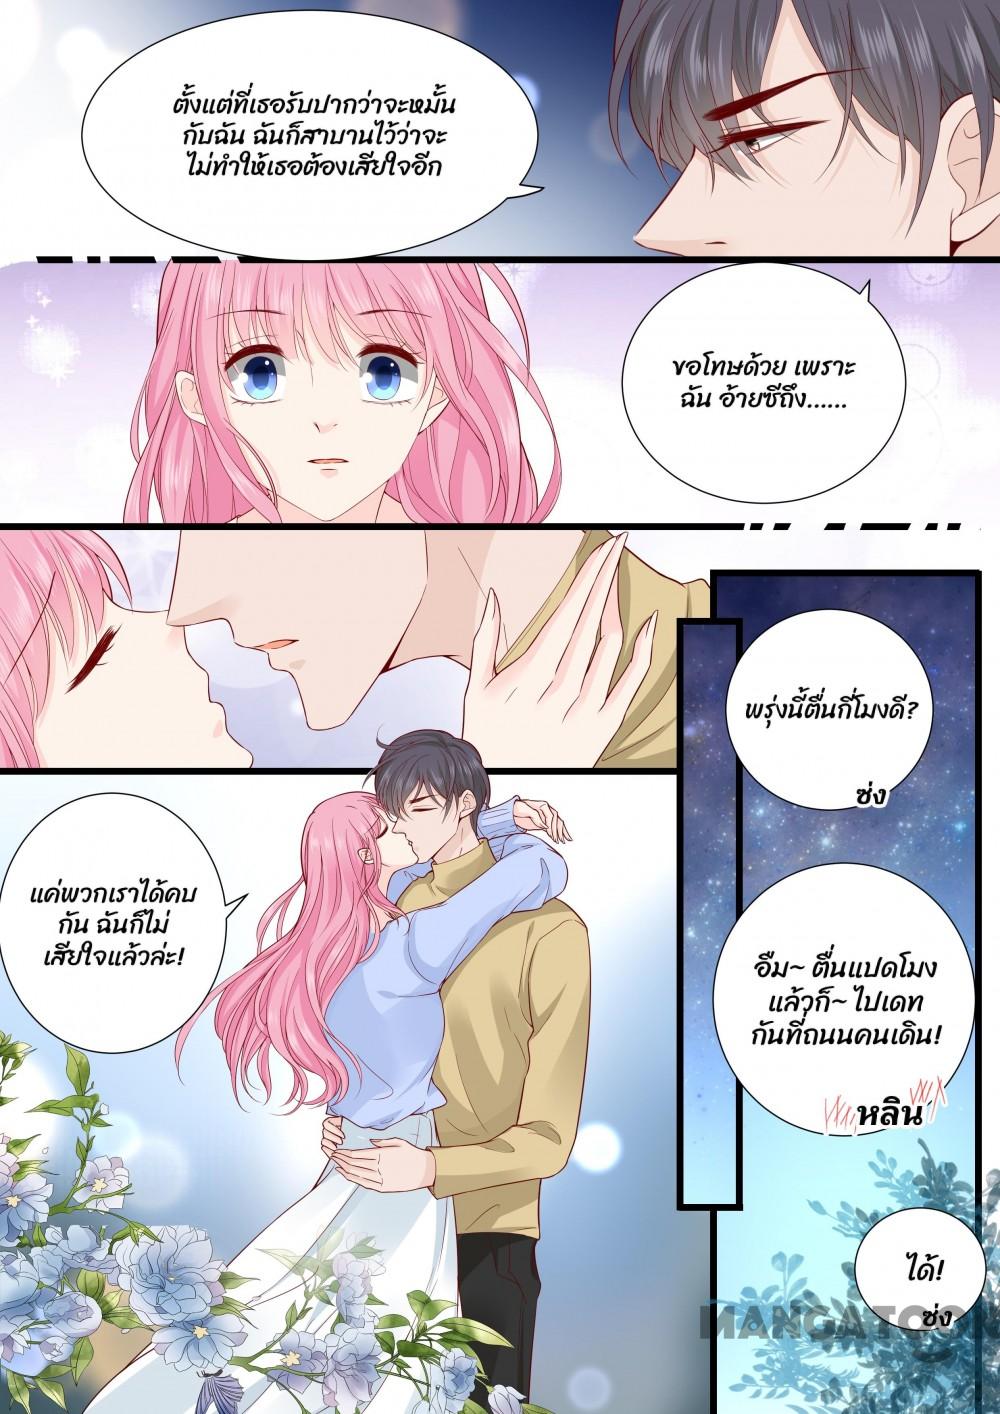 ตั้งแต่ที่เธอรับปากว่าจะหมั้น
กับฉัน ฉันก็สาบานไว้ว่าจะ
ไม่ทำให้เธอต้องเสียใจอีก
ขอโทษด้วย เพราะ
ฉัน อ้ายซีถึง......
พรุ่งนี้ตื่นกี่โมงดี?
ซ่ง
แค่พวกเราได้คบ
กัน ฉันก็ไม่
เสียใจแล้วล่ะ!
อืม~ ตื่นแปดโมง
แล้วก็~ ไปเดท
กันที่ถนนคนเดิน!
หลิน
ได้!
ซ่ง
MANGATOON